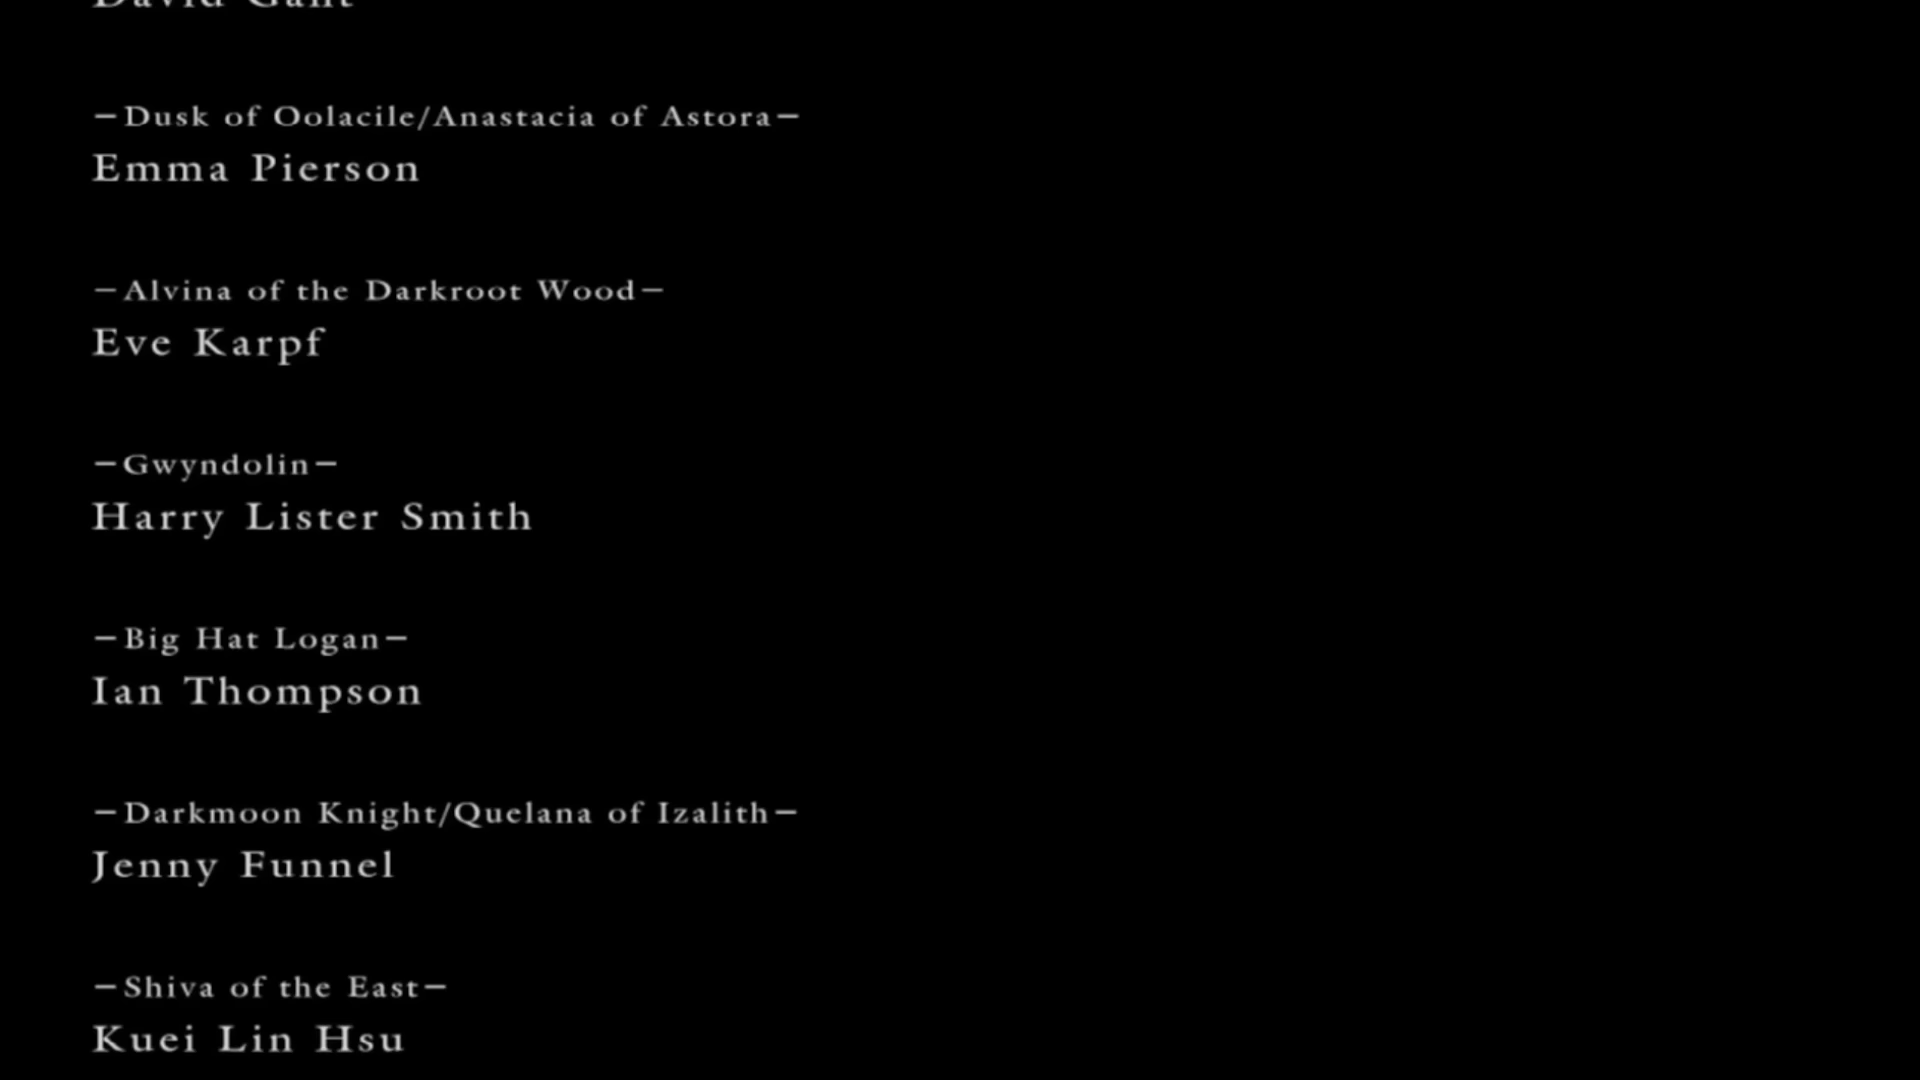 David Gant
—Dusk of Oolacile/Anastacia of Astora—
Emma Pierson
—Alvina of the Darkroot Wood—
Eve Karpf
—Gwyndolin—
Harry Lister Smith
—Big Hat Logan—
Ian Thompson
—Darkmoon Knight/Quelana of Izalith—
Jenny Funnel
—Shiva of the East—
Kuei Lin Hsu